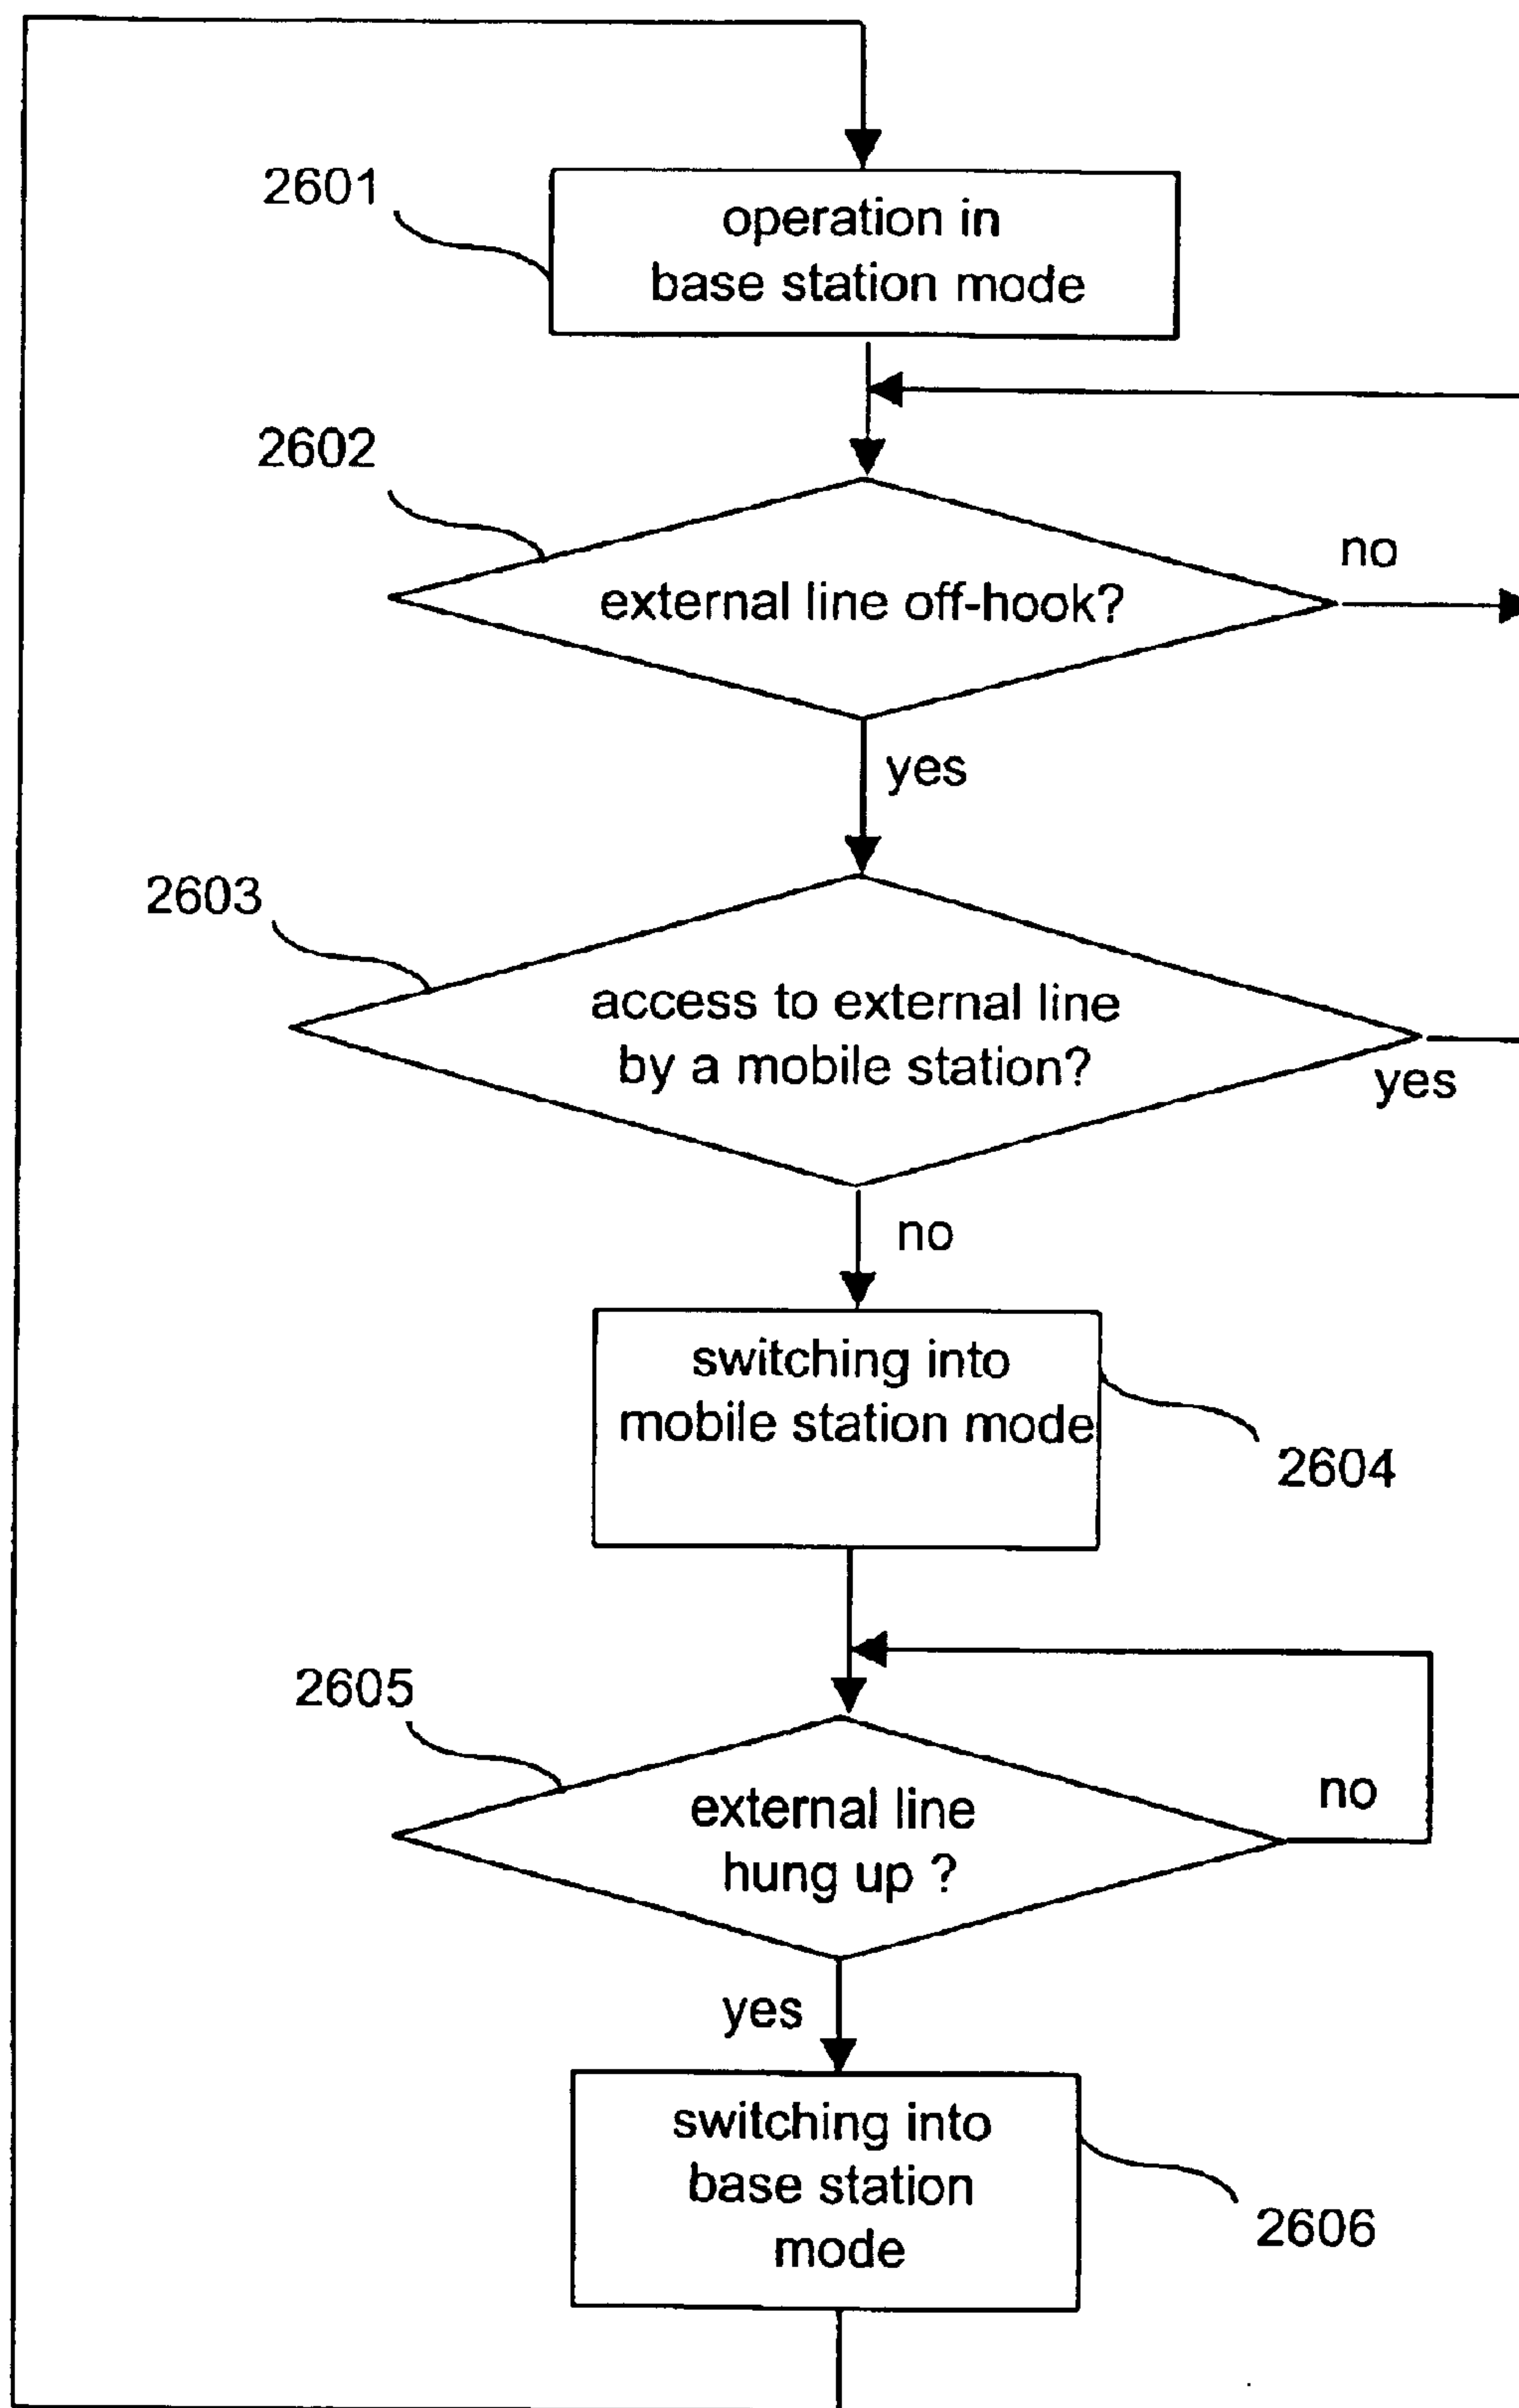 2601
operation in
base station mode
2602
external line off-hook?
no
yes
2603
access to external line
by a mobile station?
yes
no
switching into
mobile station mode
2604
2605
external line
hung up ?
no
yes
switching into
base station
mode
2606